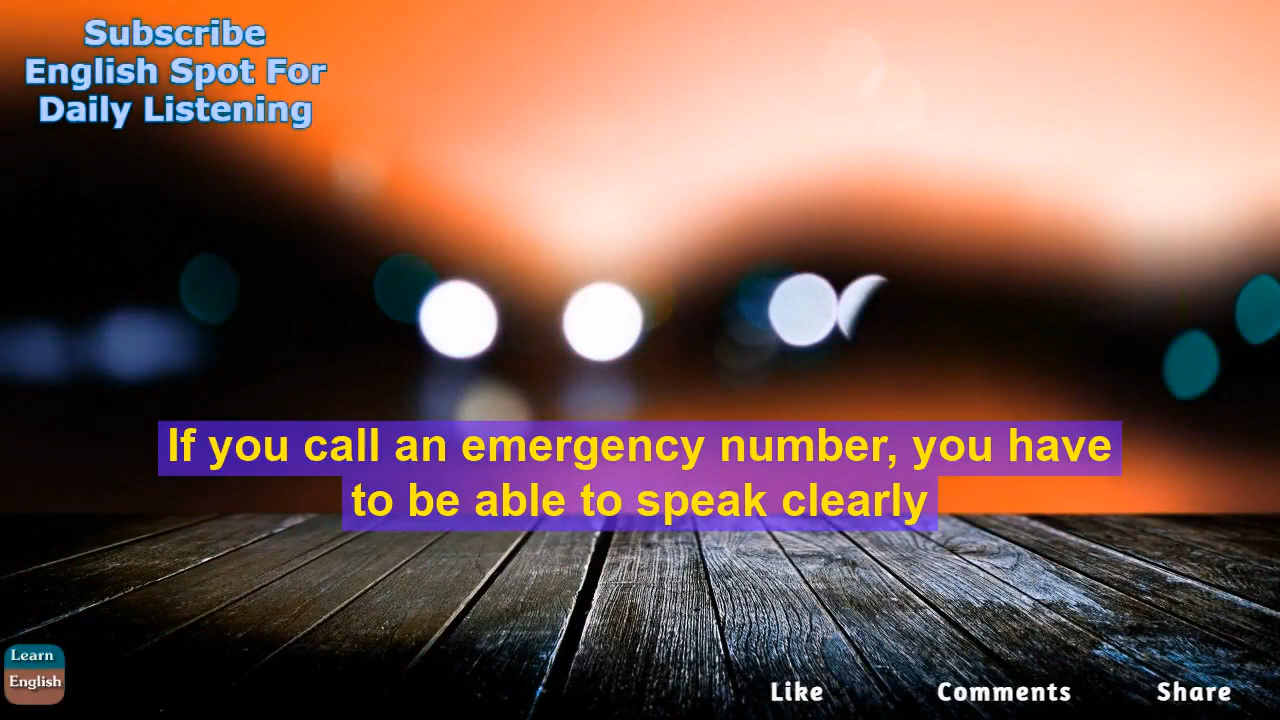 Subscribe
English Spot For
Daily Listening
If you call an emergency number, you have
to be able to speak clearly
Learn
English
Like
Comments
Share